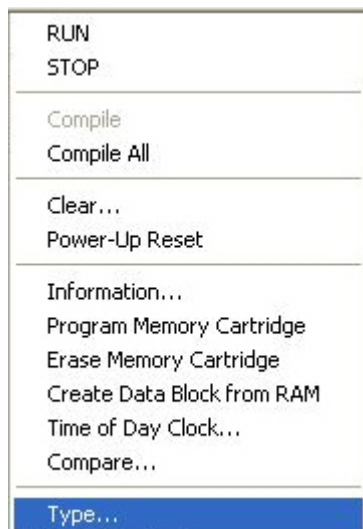 RUN
STOP
Compile
Compile All
Clear...
Power-Up Reset
Information...
Program Memory Cartridge
Erase Memory Cartridge
Create Data Block from RAM
Time of Day Clock...
Compare...
Type...